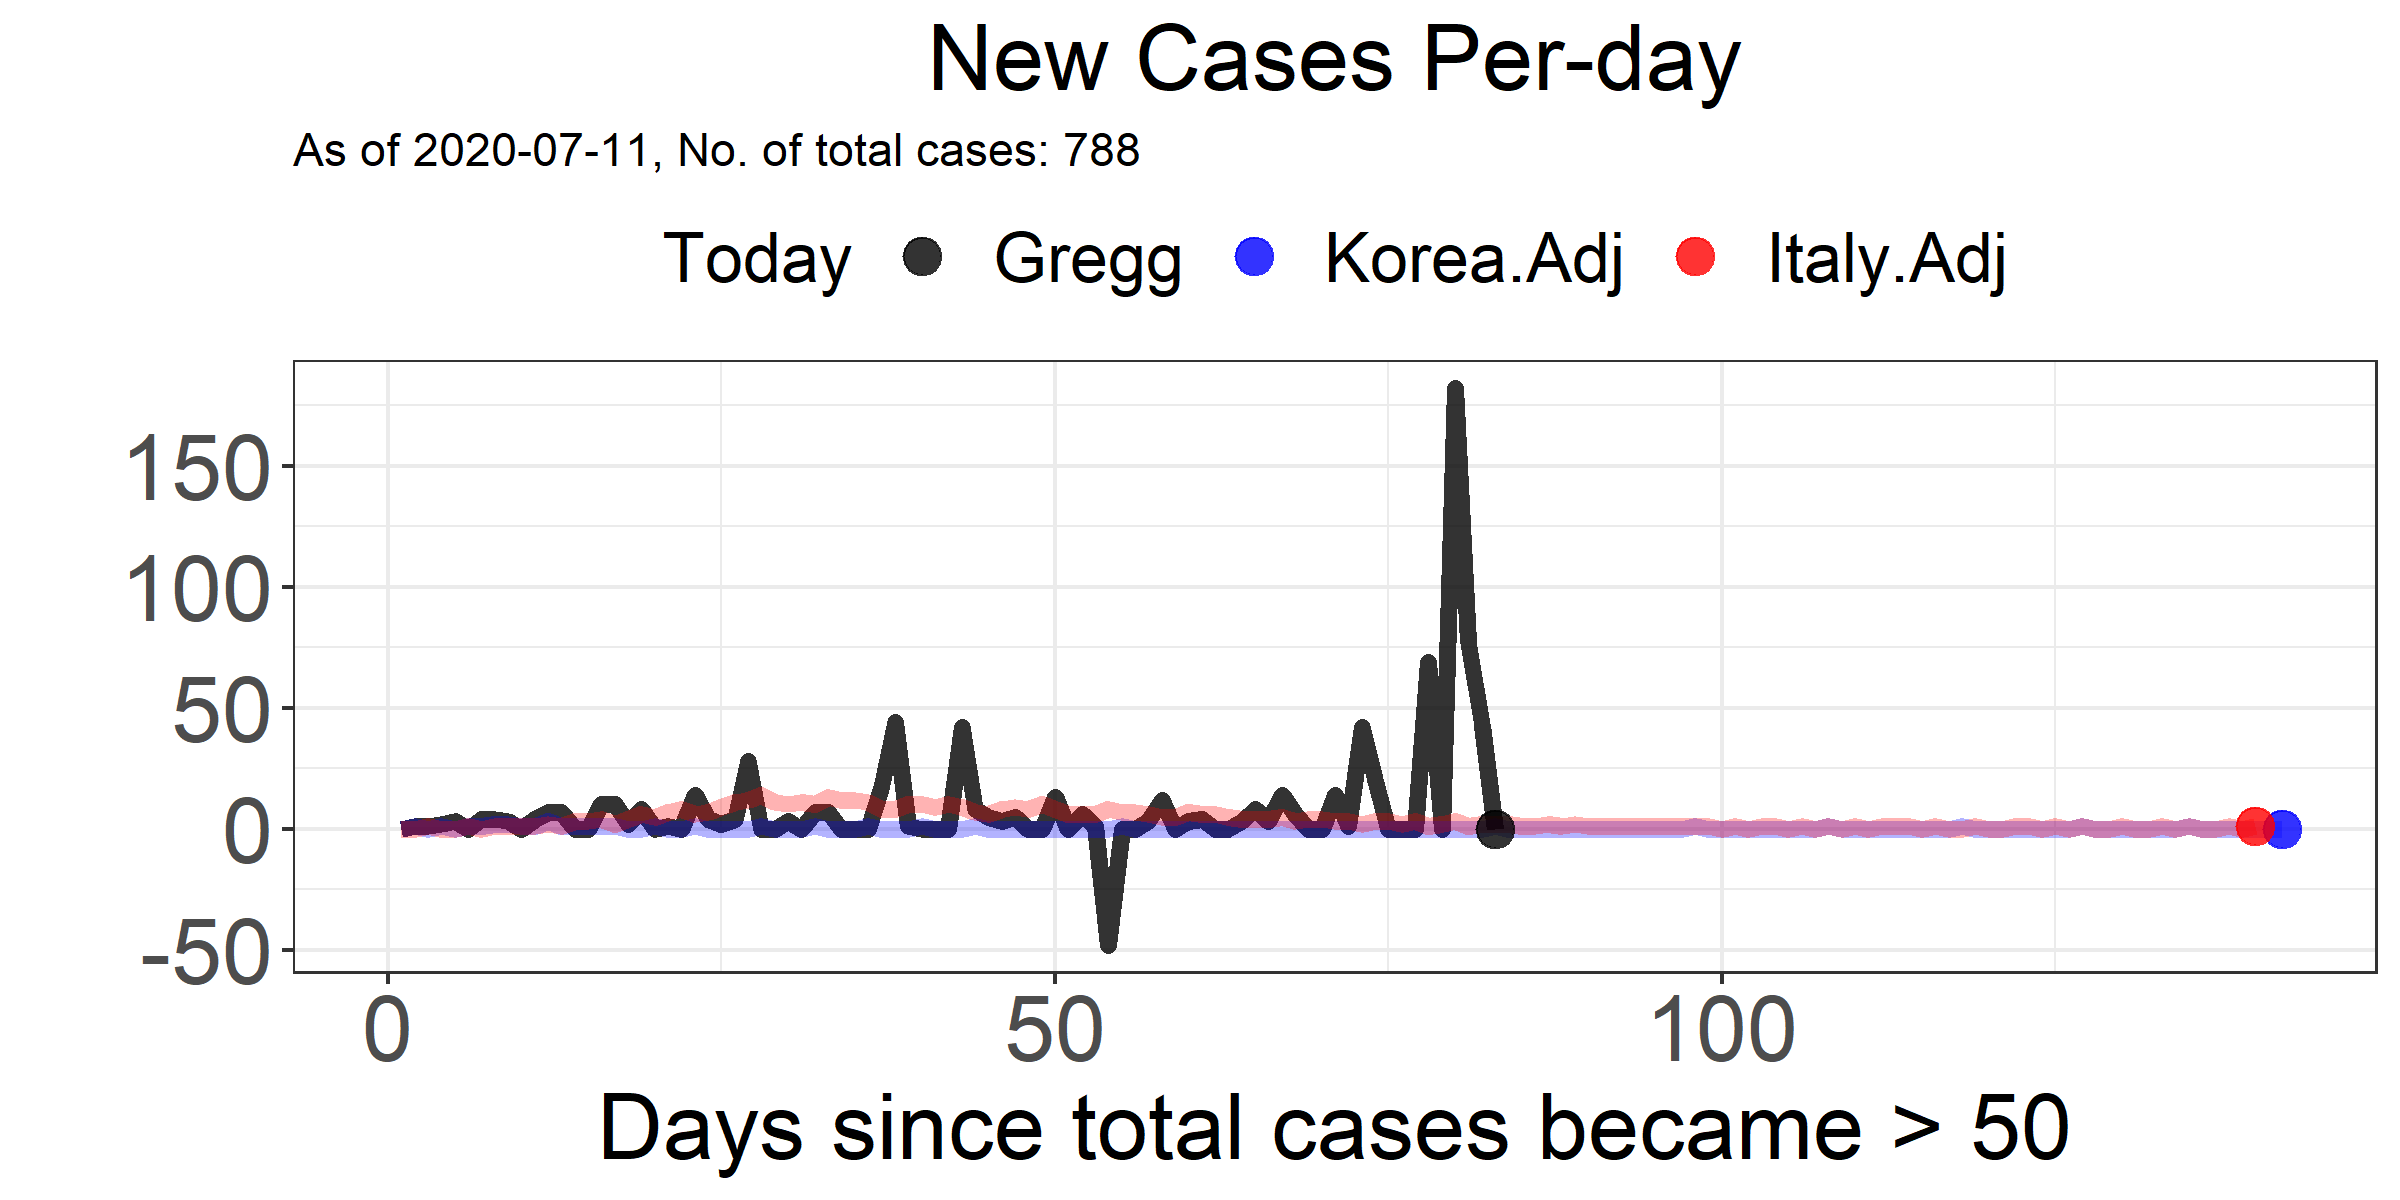 New Cases Per-day
As of 2020-07-11, No. of total cases: 788
Today Gregg Korea.Adj Italy.Adj
150
100
50
0
-50
0 50 100
Days since total cases became > 50